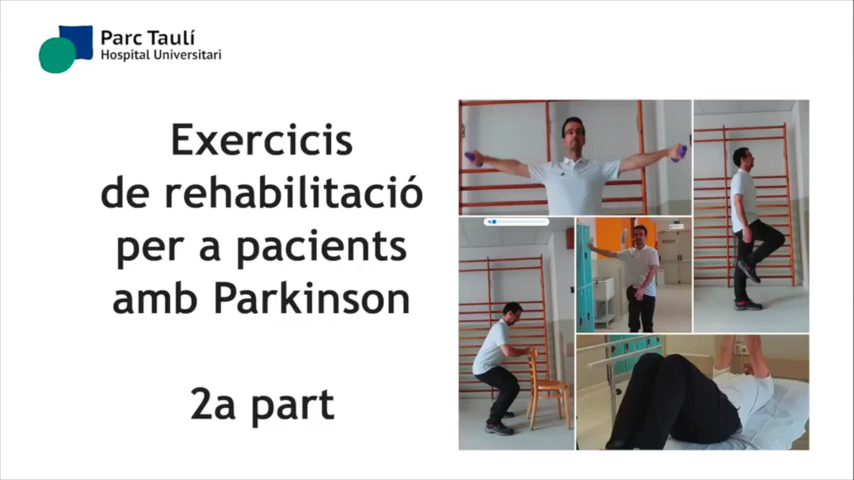 Parc Taulí
Hospital Universitari
Exercicis
de rehabilitació
per a pacients
amb Parkinson
2a part